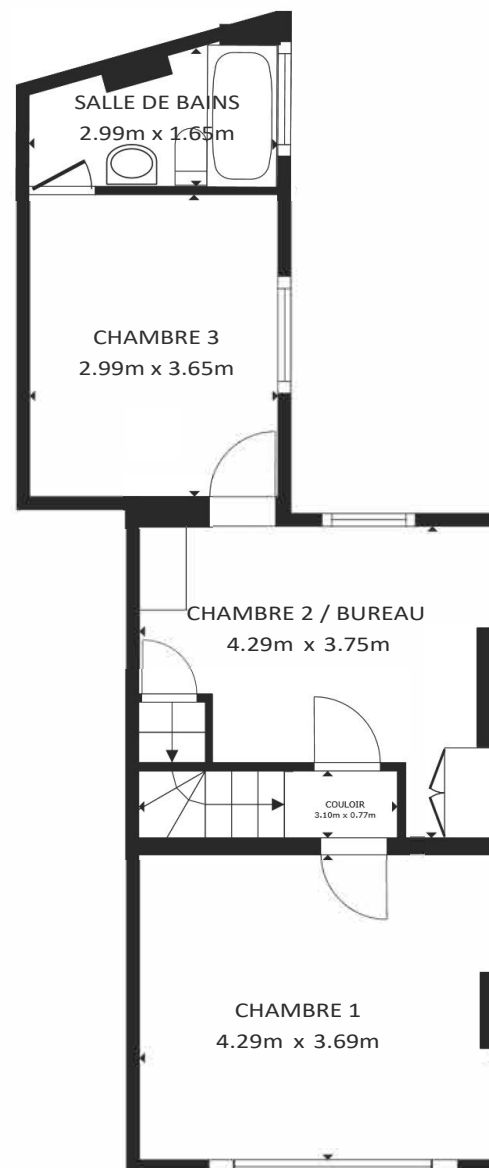 SALLE DE BAINS
2.99m x 1.65m
CHAMBRE 3
2.99m x 3.65m
CHAMBRE 2 / BUREAU
4.29m x 3.75m
COULOIR
3.10m x 0.77m
CHAMBRE 1
4.29m x 3.69m